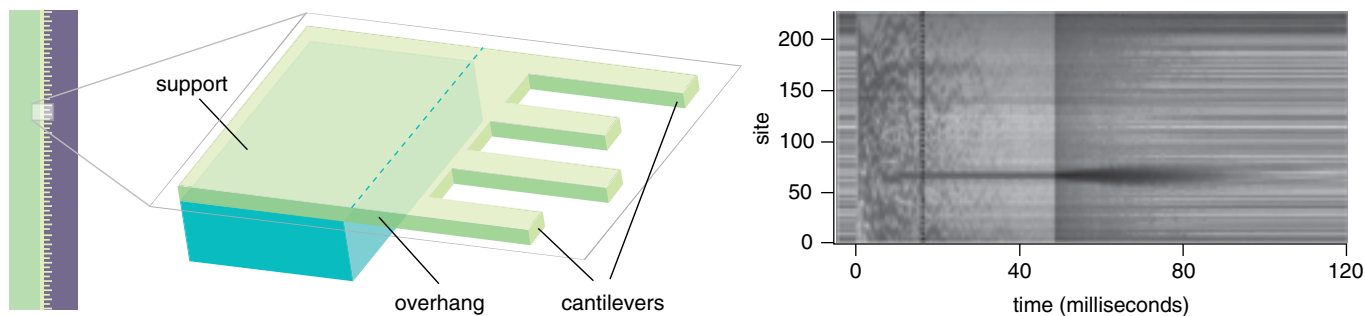 support
overhang
cantilevers
site
200
150
100
50
0
0 40 80 120
time (milliseconds)